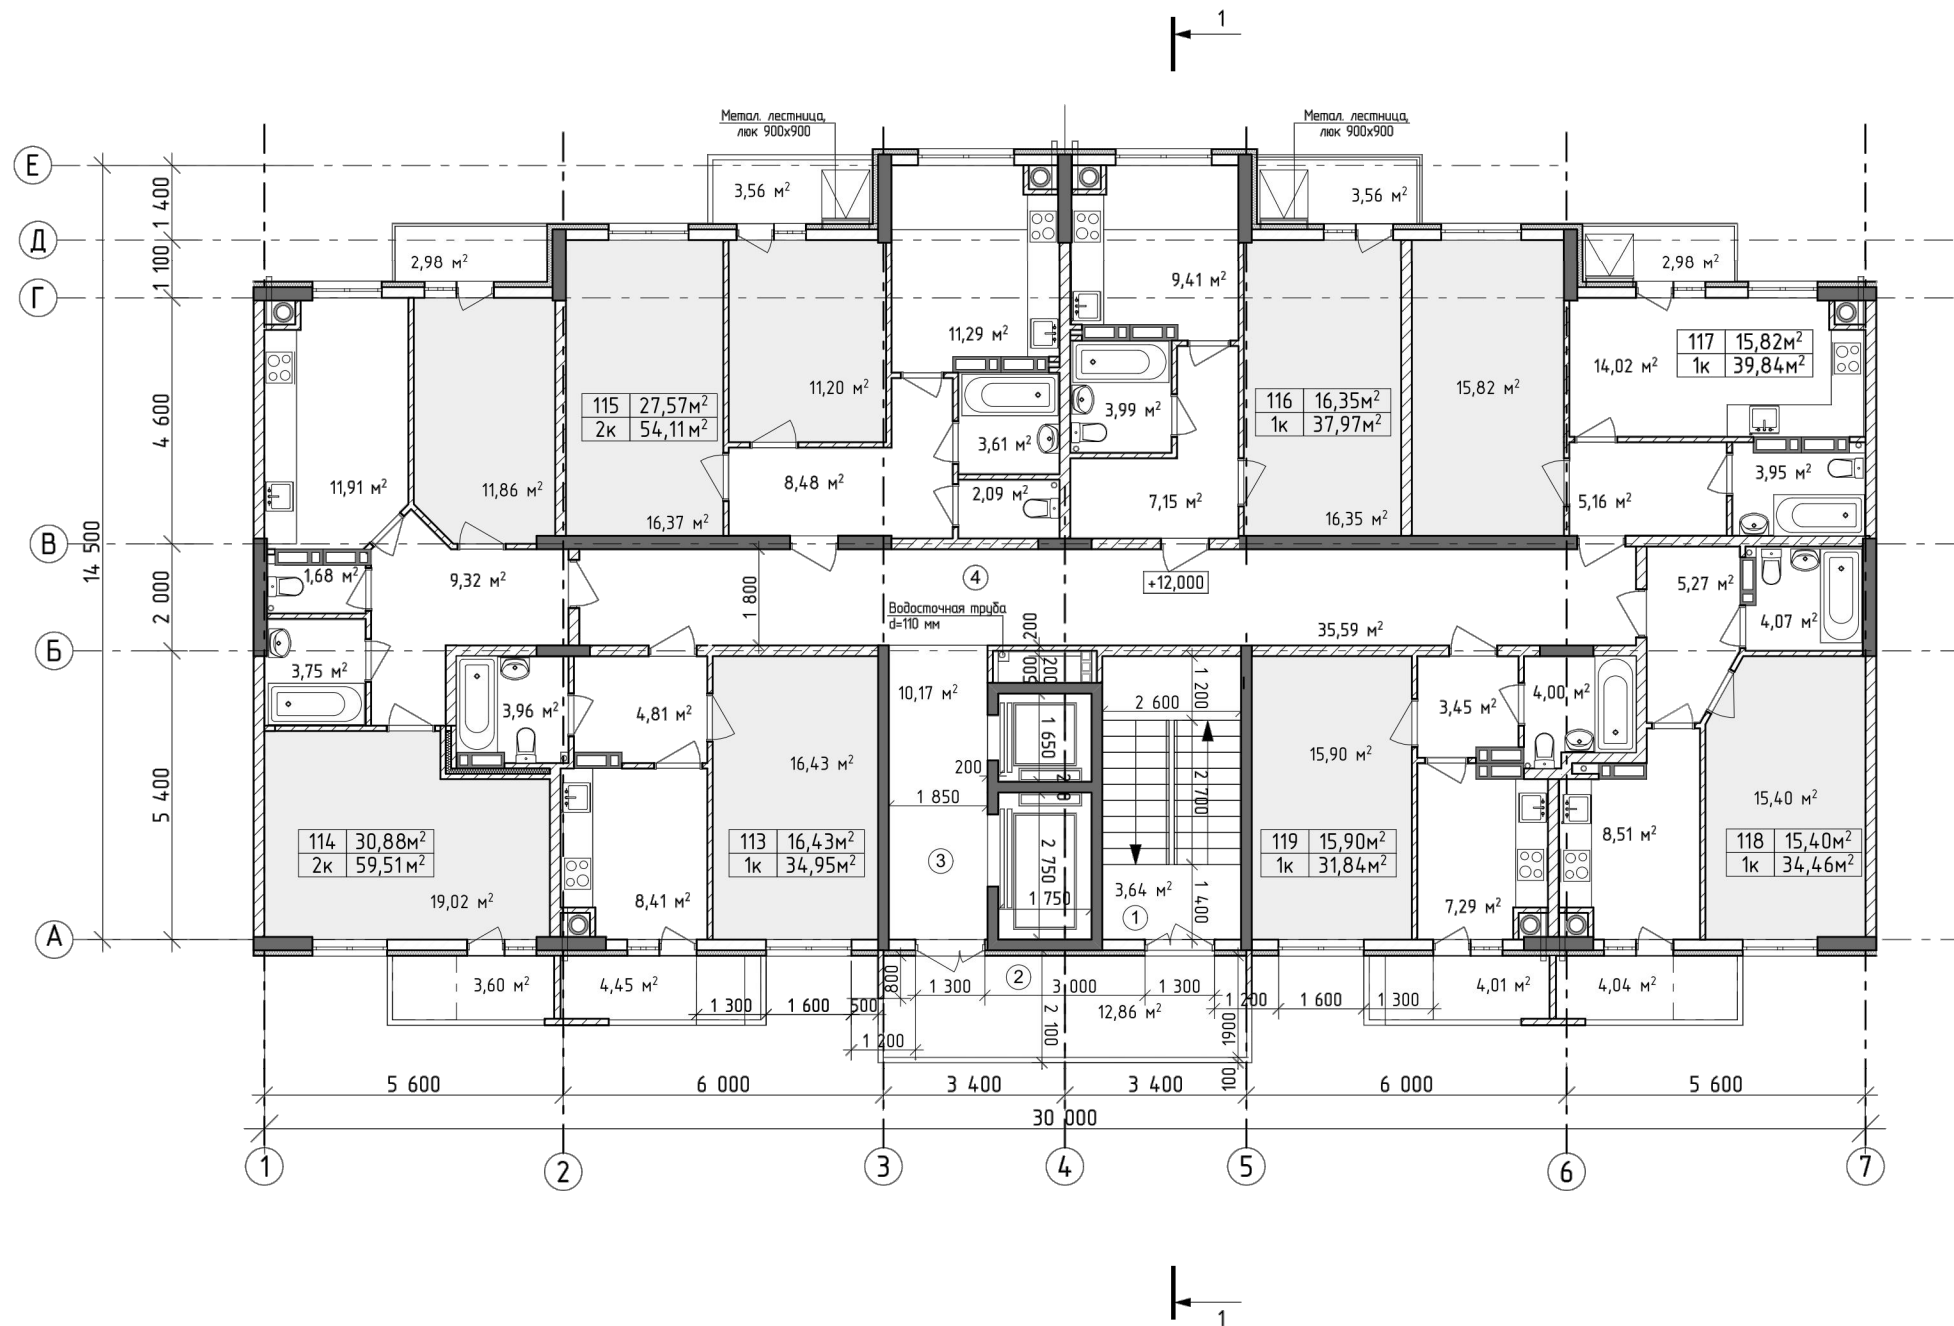 1
Метал. лестница,
люк 900х900
Метал. лестница,
люк 900х900
Е
Д
Г
В
Б
А
1 400
1 100
4 600
2 000
5 400
14 500
3,56 м²
3,56 м²
2,98 м²
2,98 м²
9,41 м²
11,29 м²
11,20 м²
115 27,57м²
2к 54,11м²
116 16,35м²
1к 37,97м²
117 15,82м²
1к 39,84м²
14,02 м²
15,82 м²
3,99 м²
3,61 м²
11,91 м²
11,86 м²
16,37 м²
8,48 м²
2,09 м²
7,15 м²
16,35 м²
5,16 м²
3,95 м²
1,68 м²
9,32 м²
1 800
4
+12,000
5,27 м²
4,07 м²
Водосточная труба
d=110 мм
200
35,59 м²
3,75 м²
3,96 м²
4,81 м²
10,17 м²
500
200
1 200
2 600
3,45 м²
4,00 м²
16,43 м²
1 650
200
2 700
15,90 м²
15,40 м²
1 850
114 30,88м²
2к 59,51м²
113 16,43м²
1к 34,95м²
3
2 750
1 750
119 15,90м²
1к 31,84м²
8,51 м²
118 15,40м²
1к 34,46м²
19,02 м²
8,41 м²
3,64 м²
1
1 400
7,29 м²
3,60 м²
4,45 м²
1 300
1 600
500
800
1 300
2
3 000
1 300
1 200
1 600
1 300
4,01 м²
4,04 м²
12,86 м²
1 200
2 100
1900
100
5 600
6 000
3 400
3 400
6 000
5 600
30 000
1
2
3
4
5
6
7
1